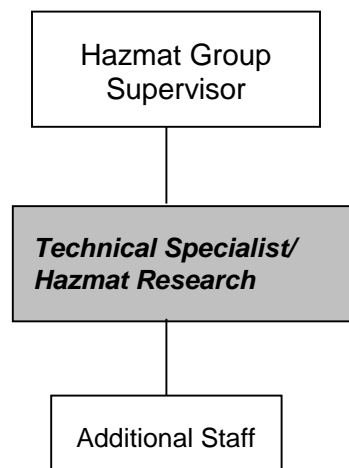 Hazmat Group
Supervisor
Technical Specialist/
Hazmat Research
Additional Staff